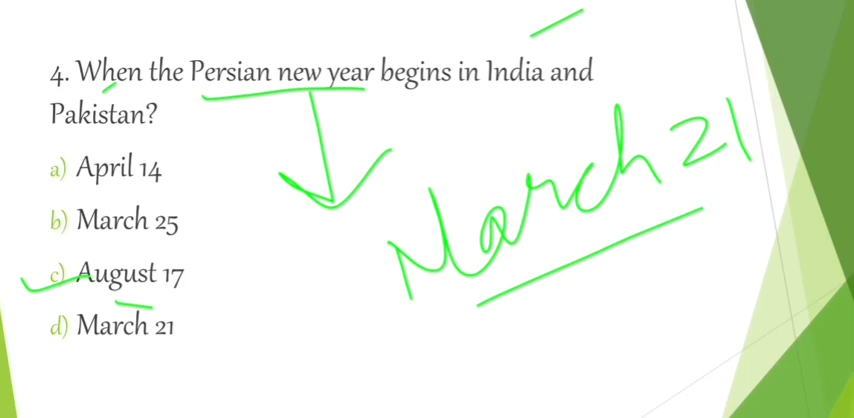 4. When the Persian new year begins in India and
Pakistan?
a) April 14
b) March 25
c) August 17
d) March 21
March 21